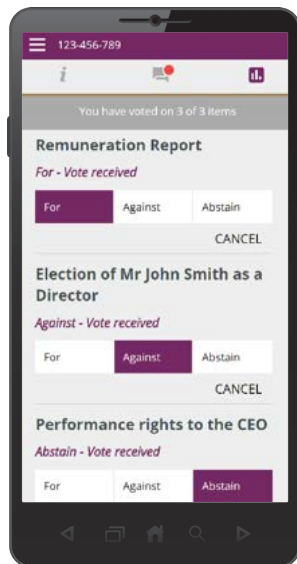 123-456-789
i
You have voted on 3 of 3 items
Remuneration Report
For - Vote received
For Against Abstain
CANCEL
Election of Mr John Smith as a
Director
Against - Vote received
For Against Abstain
CANCEL
Performance rights to the CEO
Abstain - Vote received
For Against Abstain